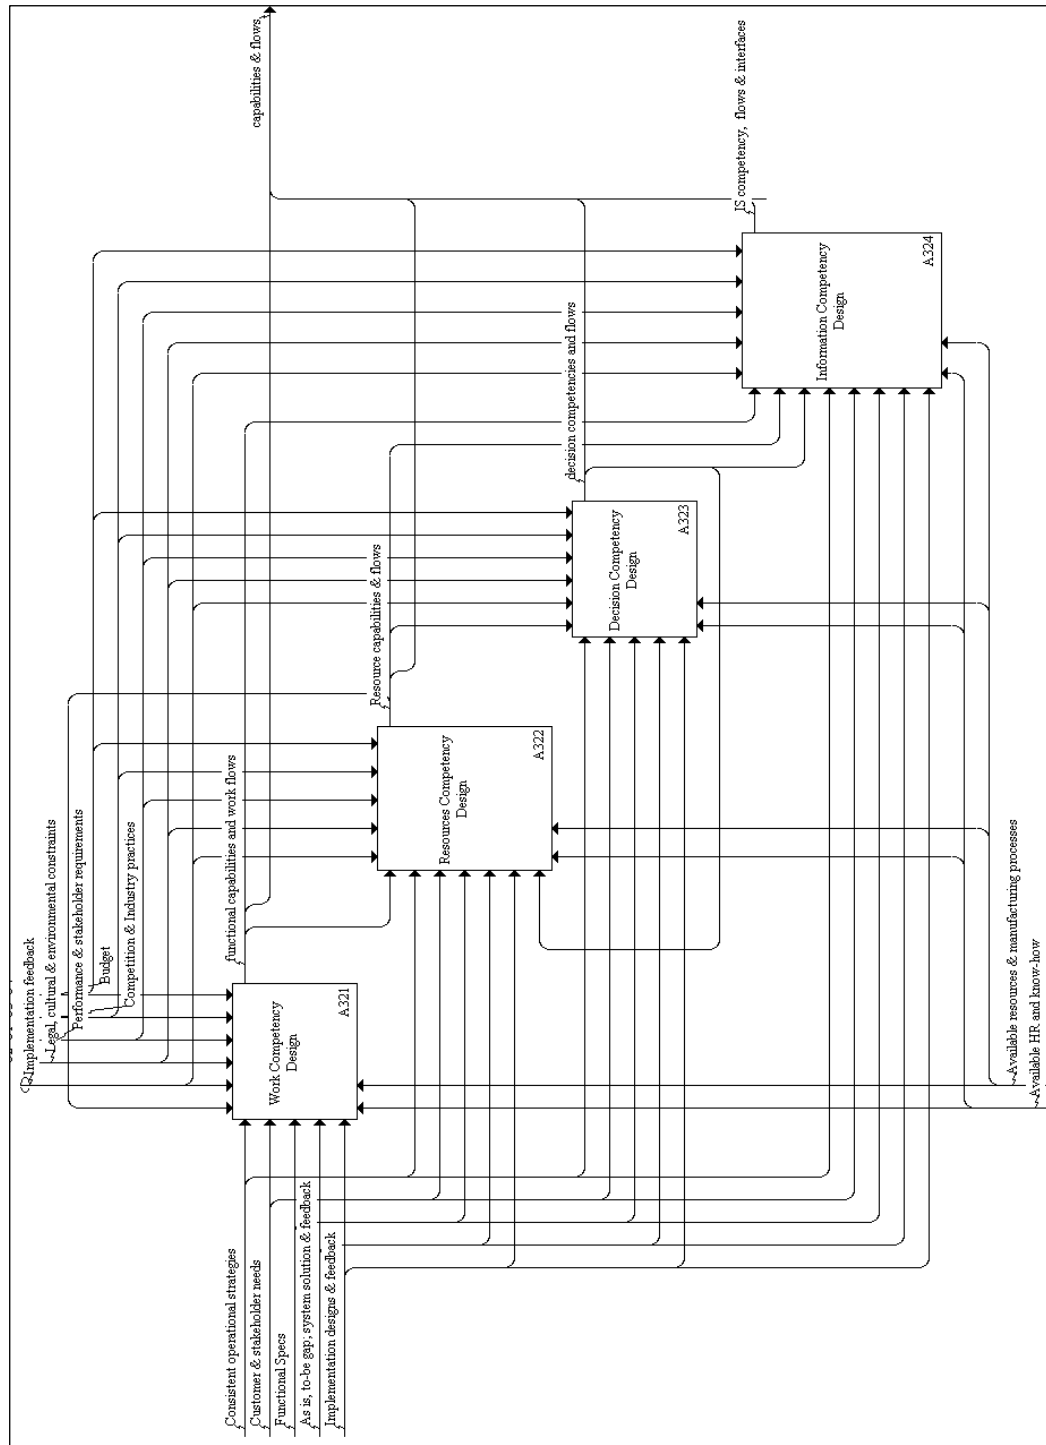 Implementation feedback
Legal, cultural & environmental constraints
Performance & stakeholder requirements
Budget
Competition & Industry practices
Consistent operational strategies
Customer & stakeholder needs
Functional Specs
As is, to-be gap; system solution & feedback
Implementation designs & feedback
Work Competency
Design
A321
functional capabilities and work flows
Resources Competency
Design
A322
Resource capabilities & flows
Decision Competency
Design
A323
decision competencies and flows
Information Competency
Design
A324
IS competency, flows & interfaces
capabilities & flows
Available resources & manufacturing processes
Available HR and know-how